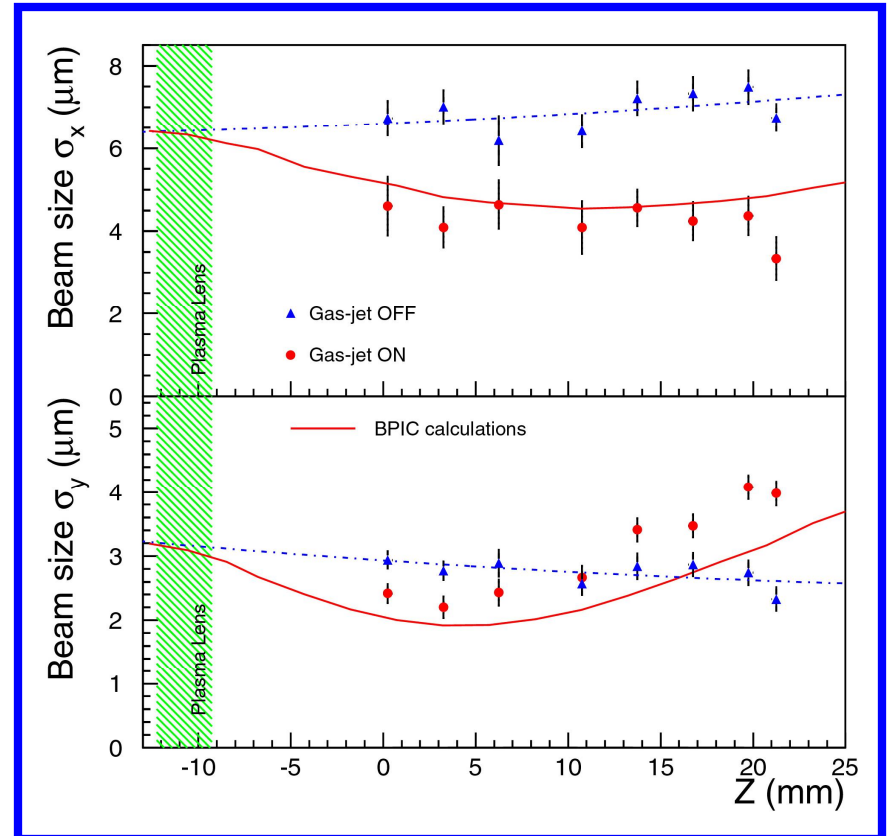 Beam size σx (μm)
8
6
4
2
0
Plasma Lens
Gas-jet OFF
Gas-jet ON
Beam size σy (μm)
5
4
3
2
1
0
Plasma Lens
BPIC calculations
-10 -5 0 5 10 15 20 25
Z (mm)